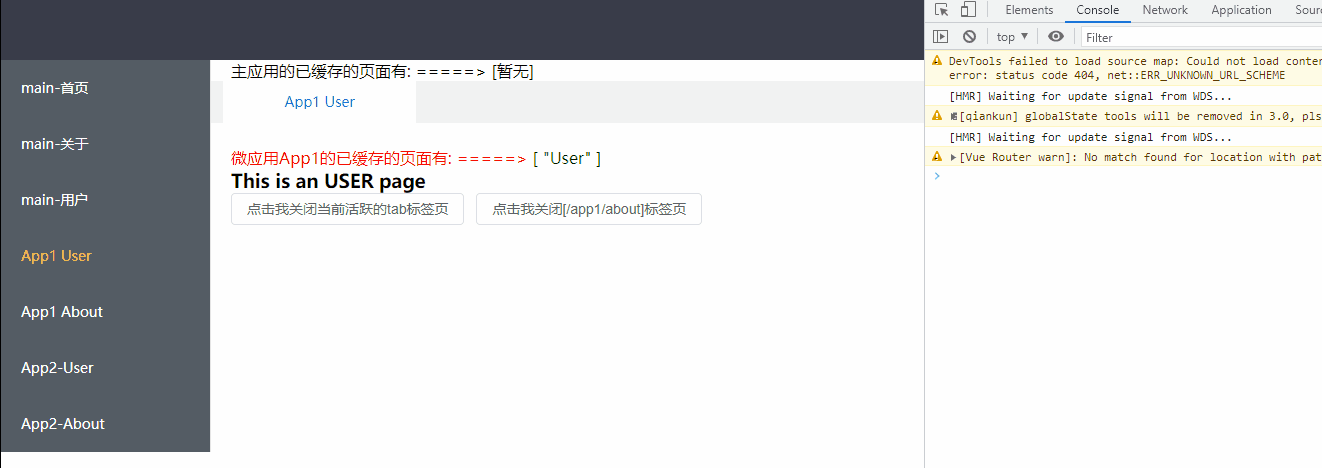 main-首页
main-关于
main-用户
App1 User
App1 About
App2-User
App2-About
主应用的已缓存的页面有: =====> [暂无]
App1 User
微应用App1的已缓存的页面有: =====> [ "User" ]
This is an USER page
点击我关闭当前活跃的tab标签页 点击我关闭[/app1/about]标签页
Elements Console Network Application Sour
top ▼ Filter
DevTools failed to load source map: Could not load conten
error: status code 404, net::ERR_UNKNOWN_URL_SCHEME
[HMR] Waiting for update signal from WDS...
[qiankun] globalState tools will be removed in 3.0, pls
[HMR] Waiting for update signal from WDS...
[Vue Router warn]: No match found for location with pat